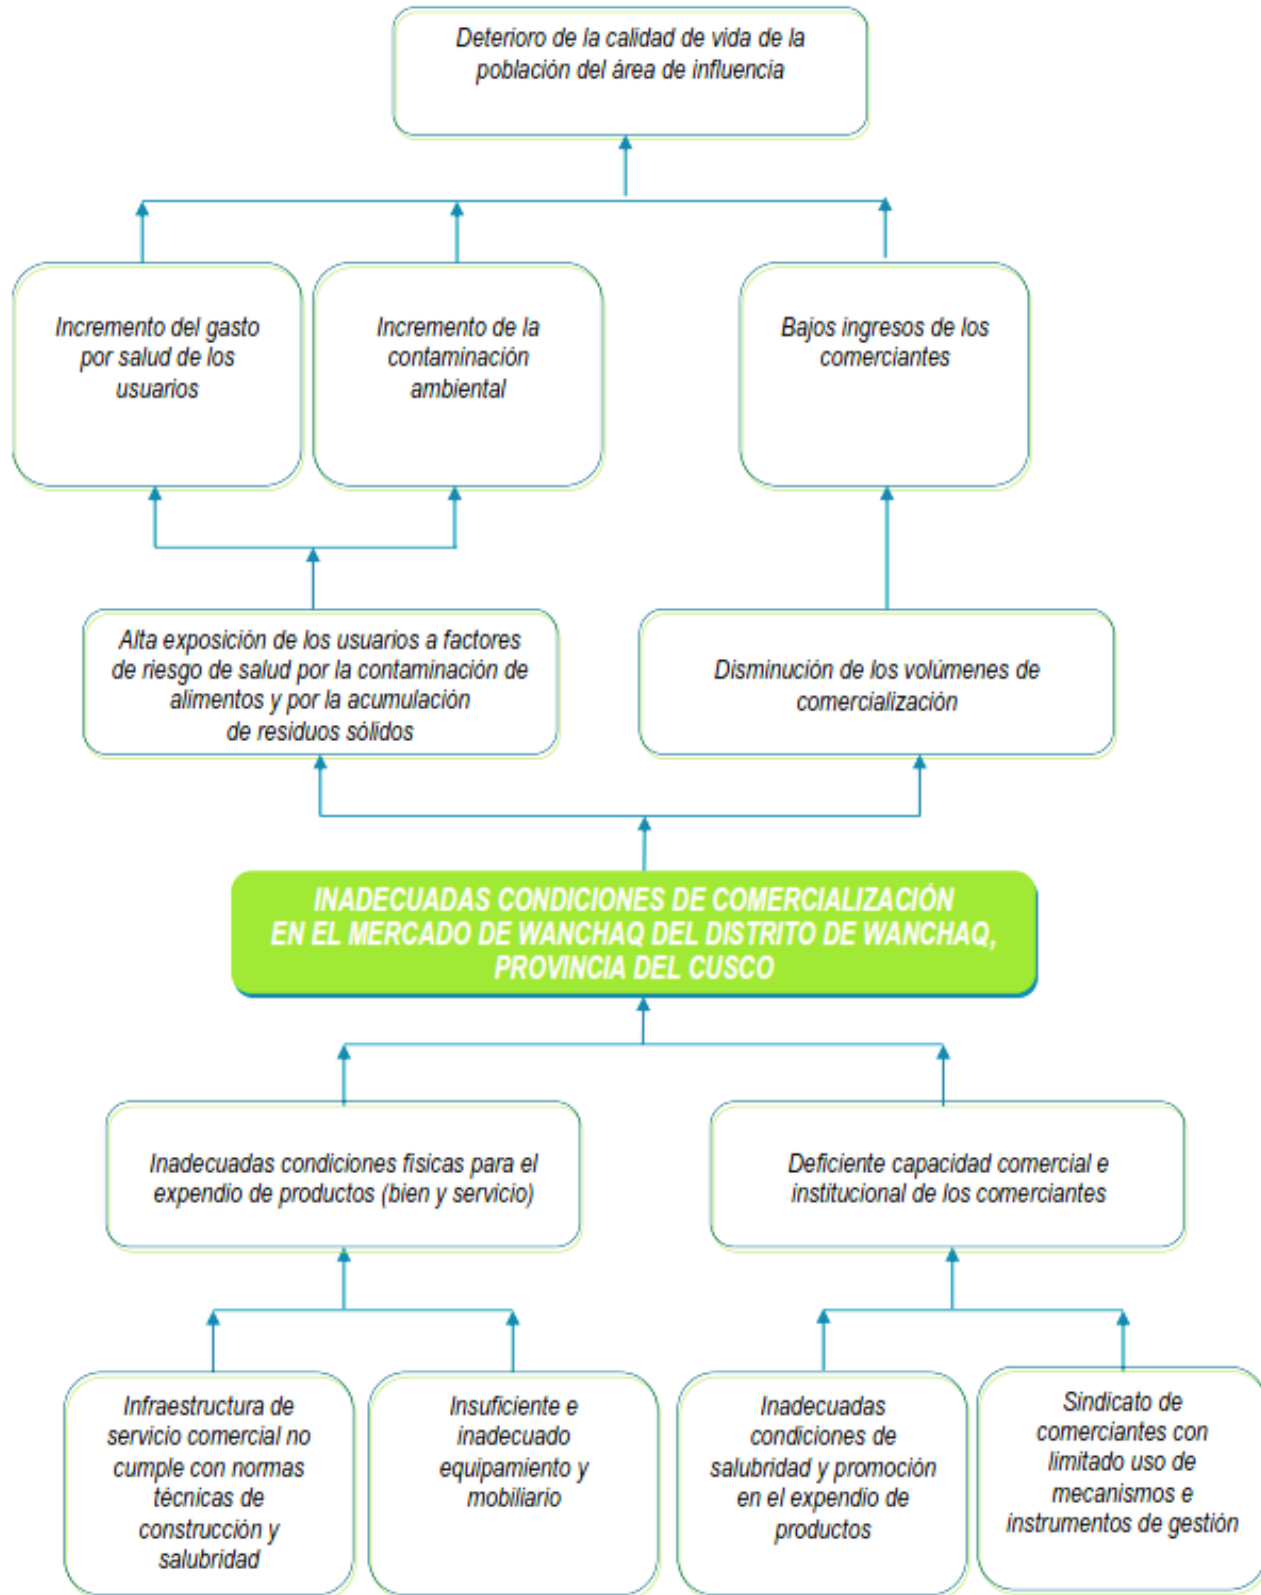 Deterioro de la calidad de vida de la
población del área de influencia
Incremento del gasto
por salud de los
usuarios
Incremento de la
contaminación
ambiental
Bajos ingresos de los
comerciantes
Alta exposición de los usuarios a factores
de riesgo de salud por la contaminación de
alimentos y por la acumulación
de residuos sólidos
Disminución de los volúmenes de
comercialización
INADECUADAS CONDICIONES DE COMERCIALIZACIÓN
EN EL MERCADO DE WANCHAQ DEL DISTRITO DE WANCHAQ,
PROVINCIA DEL CUSCO
Inadecuadas condiciones físicas para el
expendio de productos (bien y servicio)
Deficiente capacidad comercial e
institucional de los comerciantes
Infraestructura de
servicio comercial no
cumple con normas
técnicas de
construcción y
salubridad
Insuficiente e
inadecuado
equipamiento y
mobiliario
Inadecuadas
condiciones de
salubridad y promoción
en el expendio de
productos
Sindicato de
comerciantes con
limitado uso de
mecanismos e
instrumentos de gestión